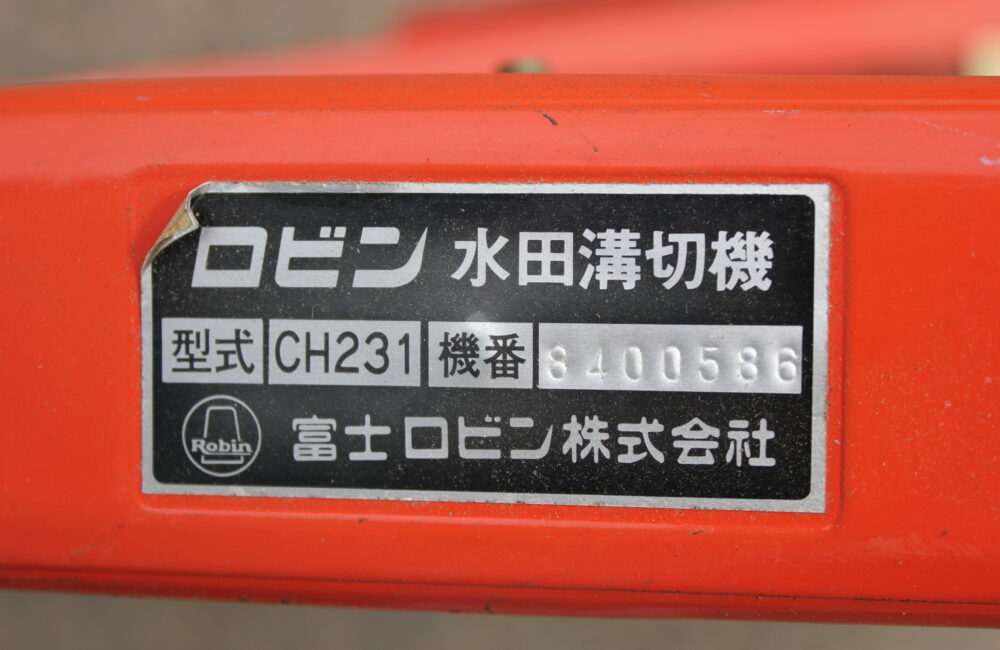 ロビン 水田溝切機
型式 CH231 機番 8400586
Robin 富士ロビン株式会社